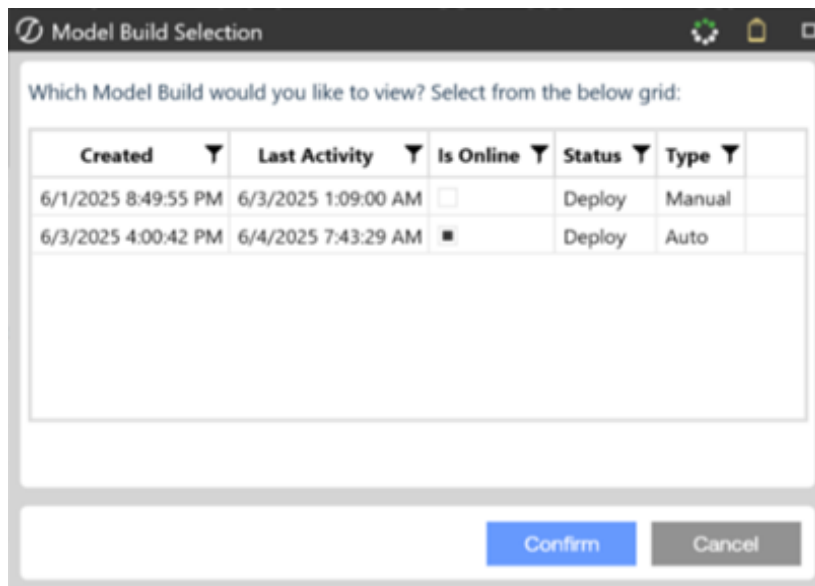 Model Build Selection
Which Model Build would you like to view? Select from the below grid:
Created Last Activity Is Online Status Type
6/1/2025 8:49:55 PM 6/3/2025 1:09:00 AM Deploy Manual
6/3/2025 4:00:42 PM 6/4/2025 7:43:29 AM Deploy Auto
Confirm Cancel